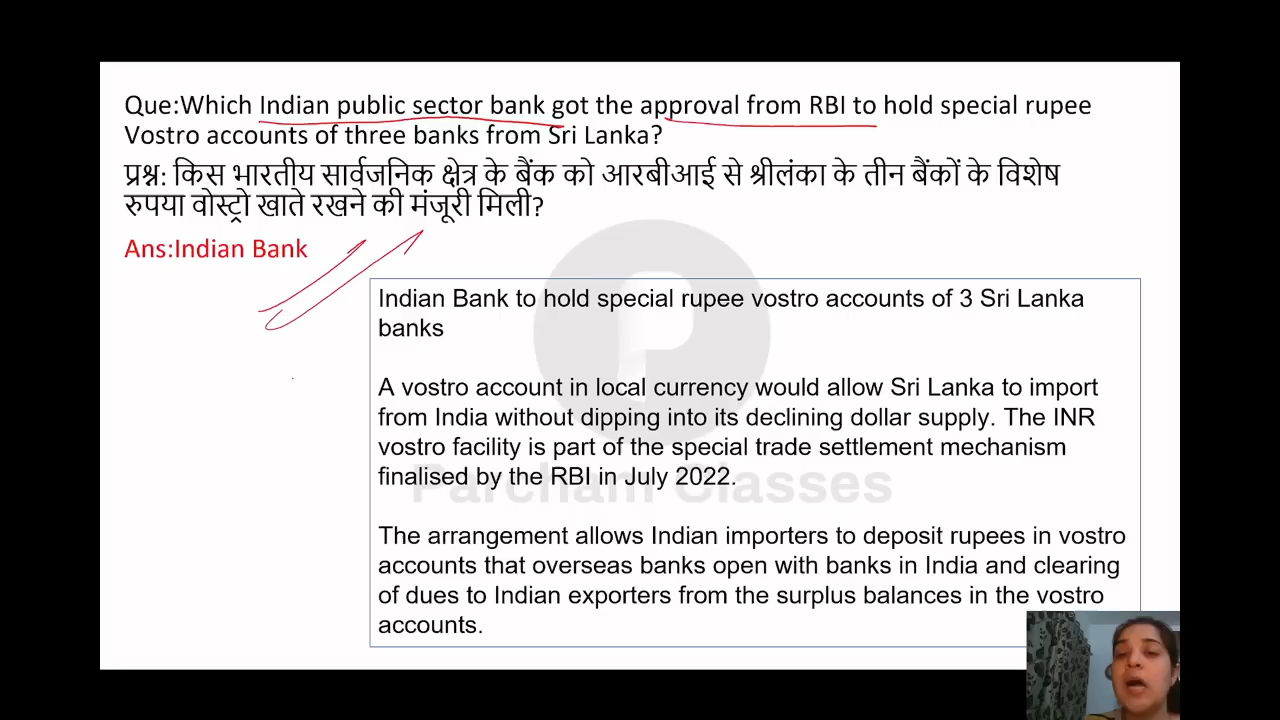 Que:Which Indian public sector bank got the approval from RBI to hold special rupee
Vostro accounts of three banks from Sri Lanka?
प्रश्न: किस भारतीय सार्वजनिक क्षेत्र के बैंक को आरबीआई से श्रीलंका के तीन बैंकों के विशेष
रुपया वोस्ट्रो खाते रखने की मंजूरी मिली?
Ans:Indian Bank
Indian Bank to hold special rupee vostro accounts of 3 Sri Lanka
banks
A vostro account in local currency would allow Sri Lanka to import
from India without dipping into its declining dollar supply. The INR
vostro facility is part of the special trade settlement mechanism
finalised by the RBI in July 2022.
Parcham Classes
The arrangement allows Indian importers to deposit rupees in vostro
accounts that overseas banks open with banks in India and clearing
of dues to Indian exporters from the surplus balances in the vostro
accounts.